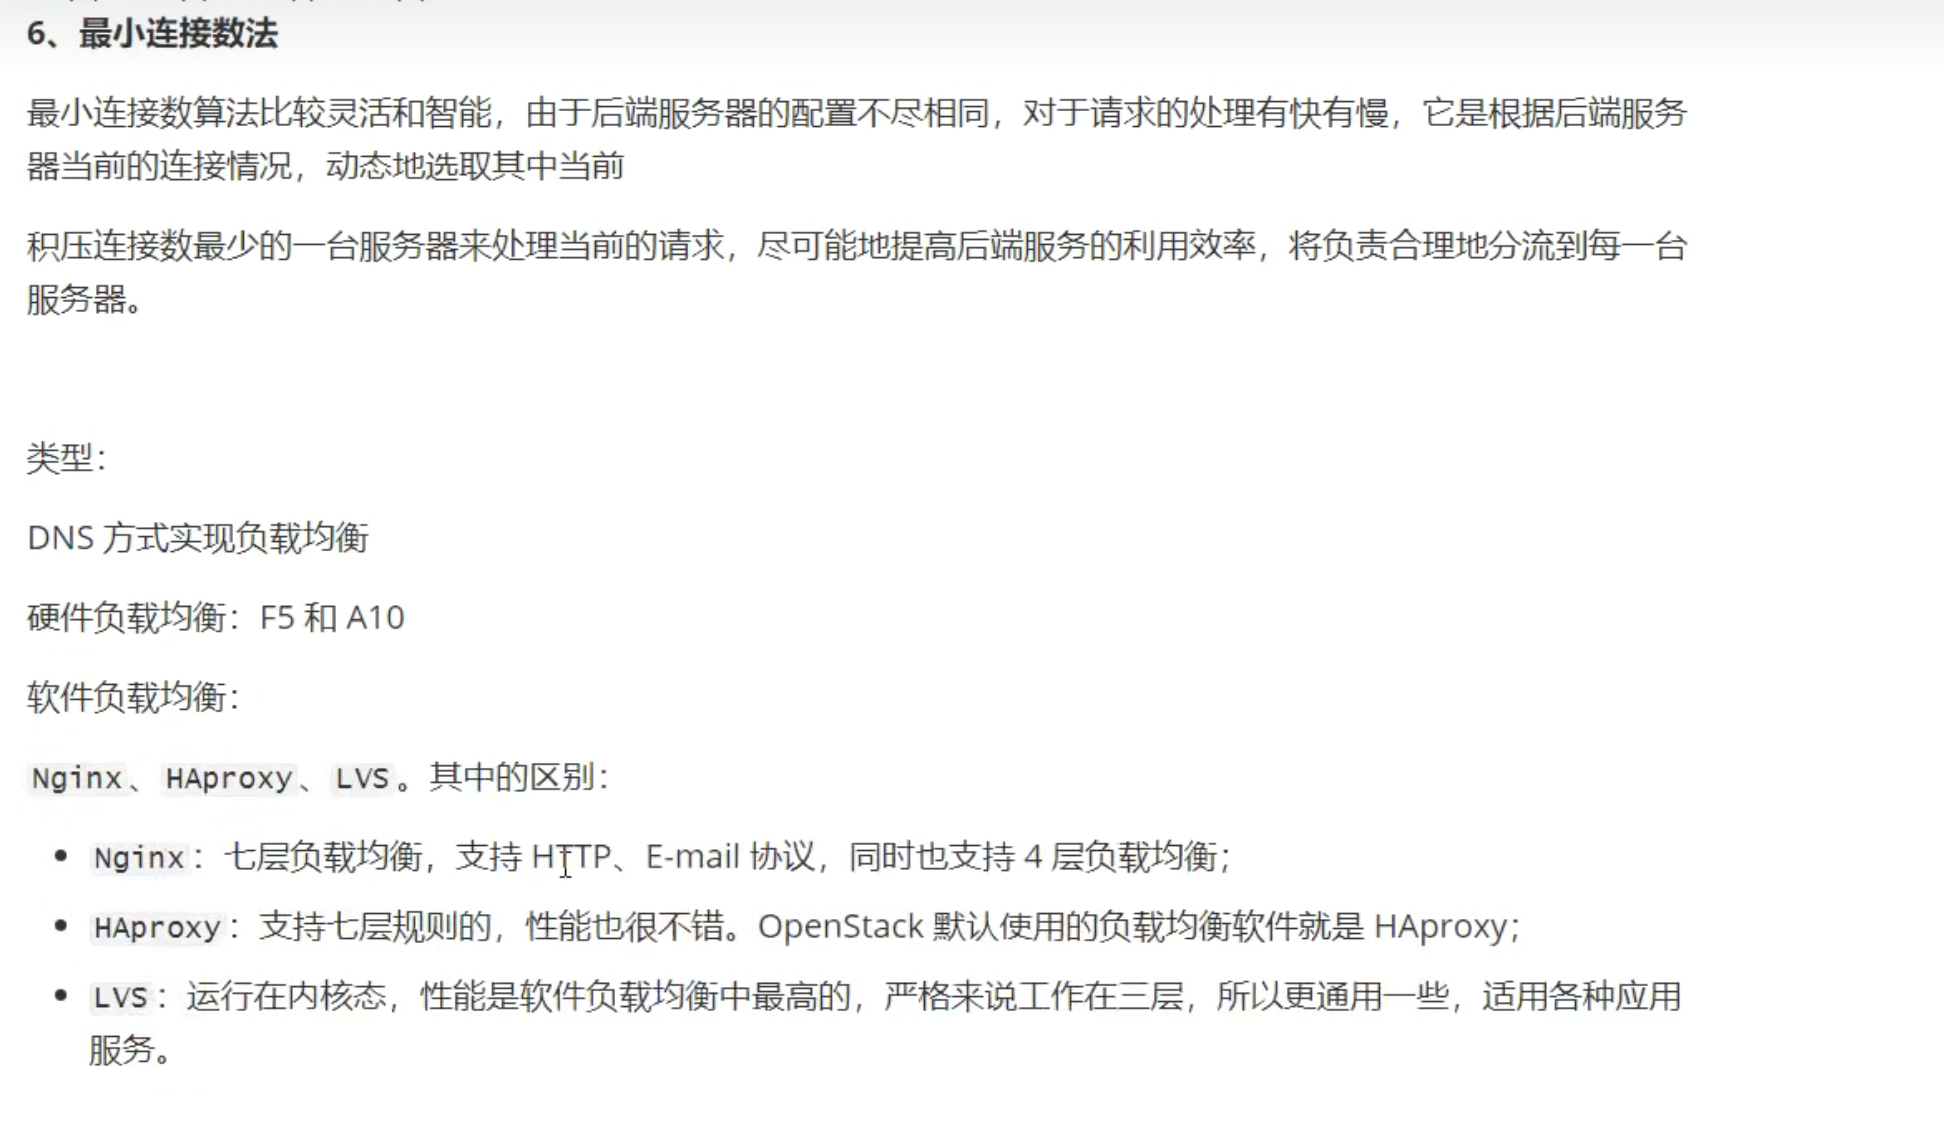 6、最小连接数法
最小连接数算法比较灵活和智能，由于后端服务器的配置不尽相同，对于请求的处理有快有慢，它是根据后端服务
器当前的连接情况，动态地选取其中当前
积压连接数最少的一台服务器来处理当前的请求，尽可能地提高后端服务的利用效率，将负责合理地分流到每一台
服务器。
类型：
DNS 方式实现负载均衡
硬件负载均衡：F5 和 A10
软件负载均衡：
Nginx、HAproxy、LVS。其中的区别：
Nginx：七层负载均衡，支持 HTTP、E-mail 协议，同时也支持 4 层负载均衡；
HAproxy：支持七层规则的，性能也很不错。OpenStack 默认使用的负载均衡软件就是 HAproxy；
LVS：运行在内核态，性能是软件负载均衡中最高的，严格来说工作在三层，所以更通用一些，适用各种应用
服务。